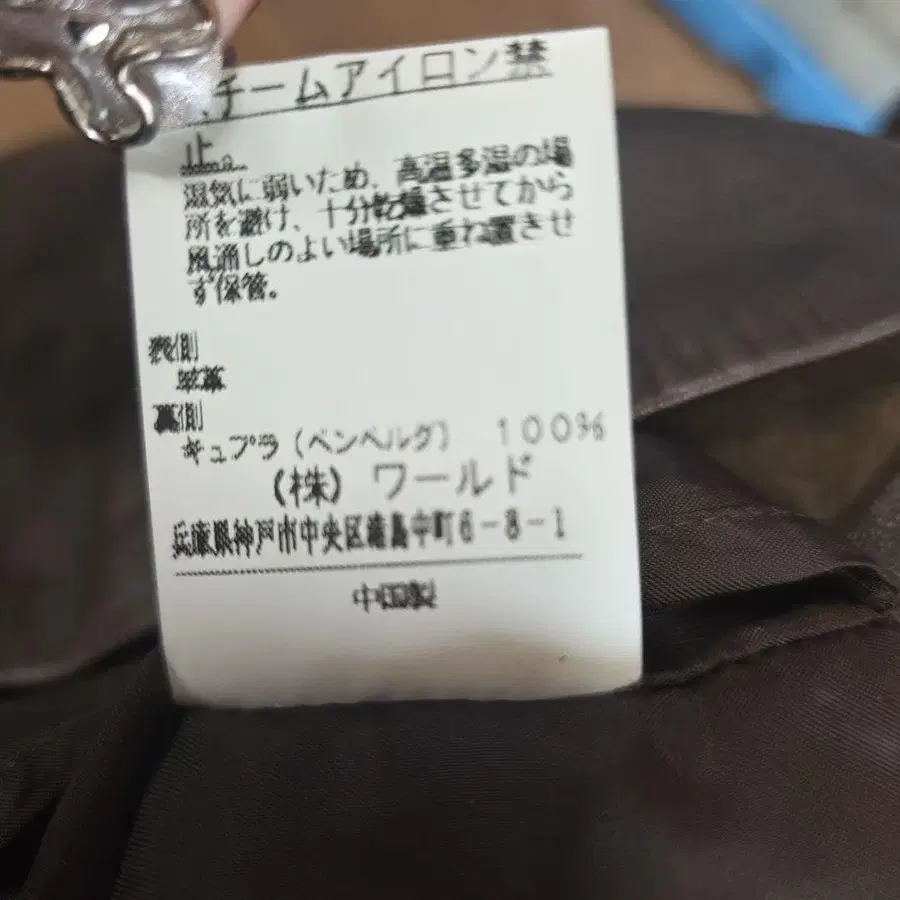 チームアイロン禁
止。
湿気に弱いため、高温多湿の場
所を避け、十分乾燥させてから
風通しのよい場所に重ね置きせ
ず保管。
表側
裏側
キュプラ(ベンベルグ) 100%
(株) ワールド
兵庫県神戸市中央区港島中町6-8-1
中国製